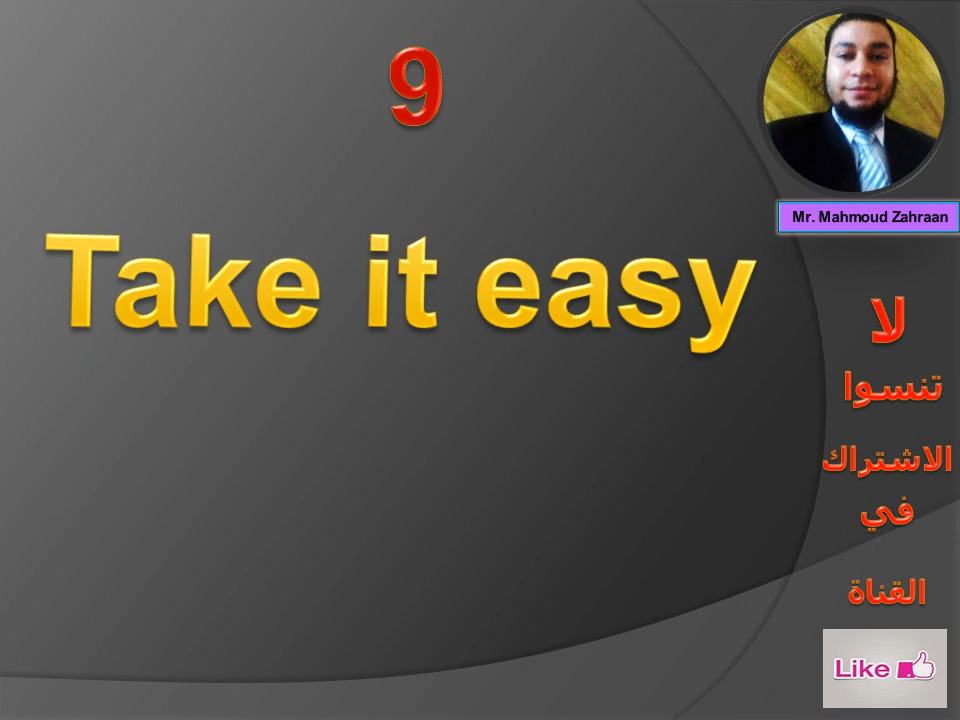 9
Take it easy
Mr. Mahmoud Zahraan
لا
تنسوا
الاشتراك
في
القناة
Like